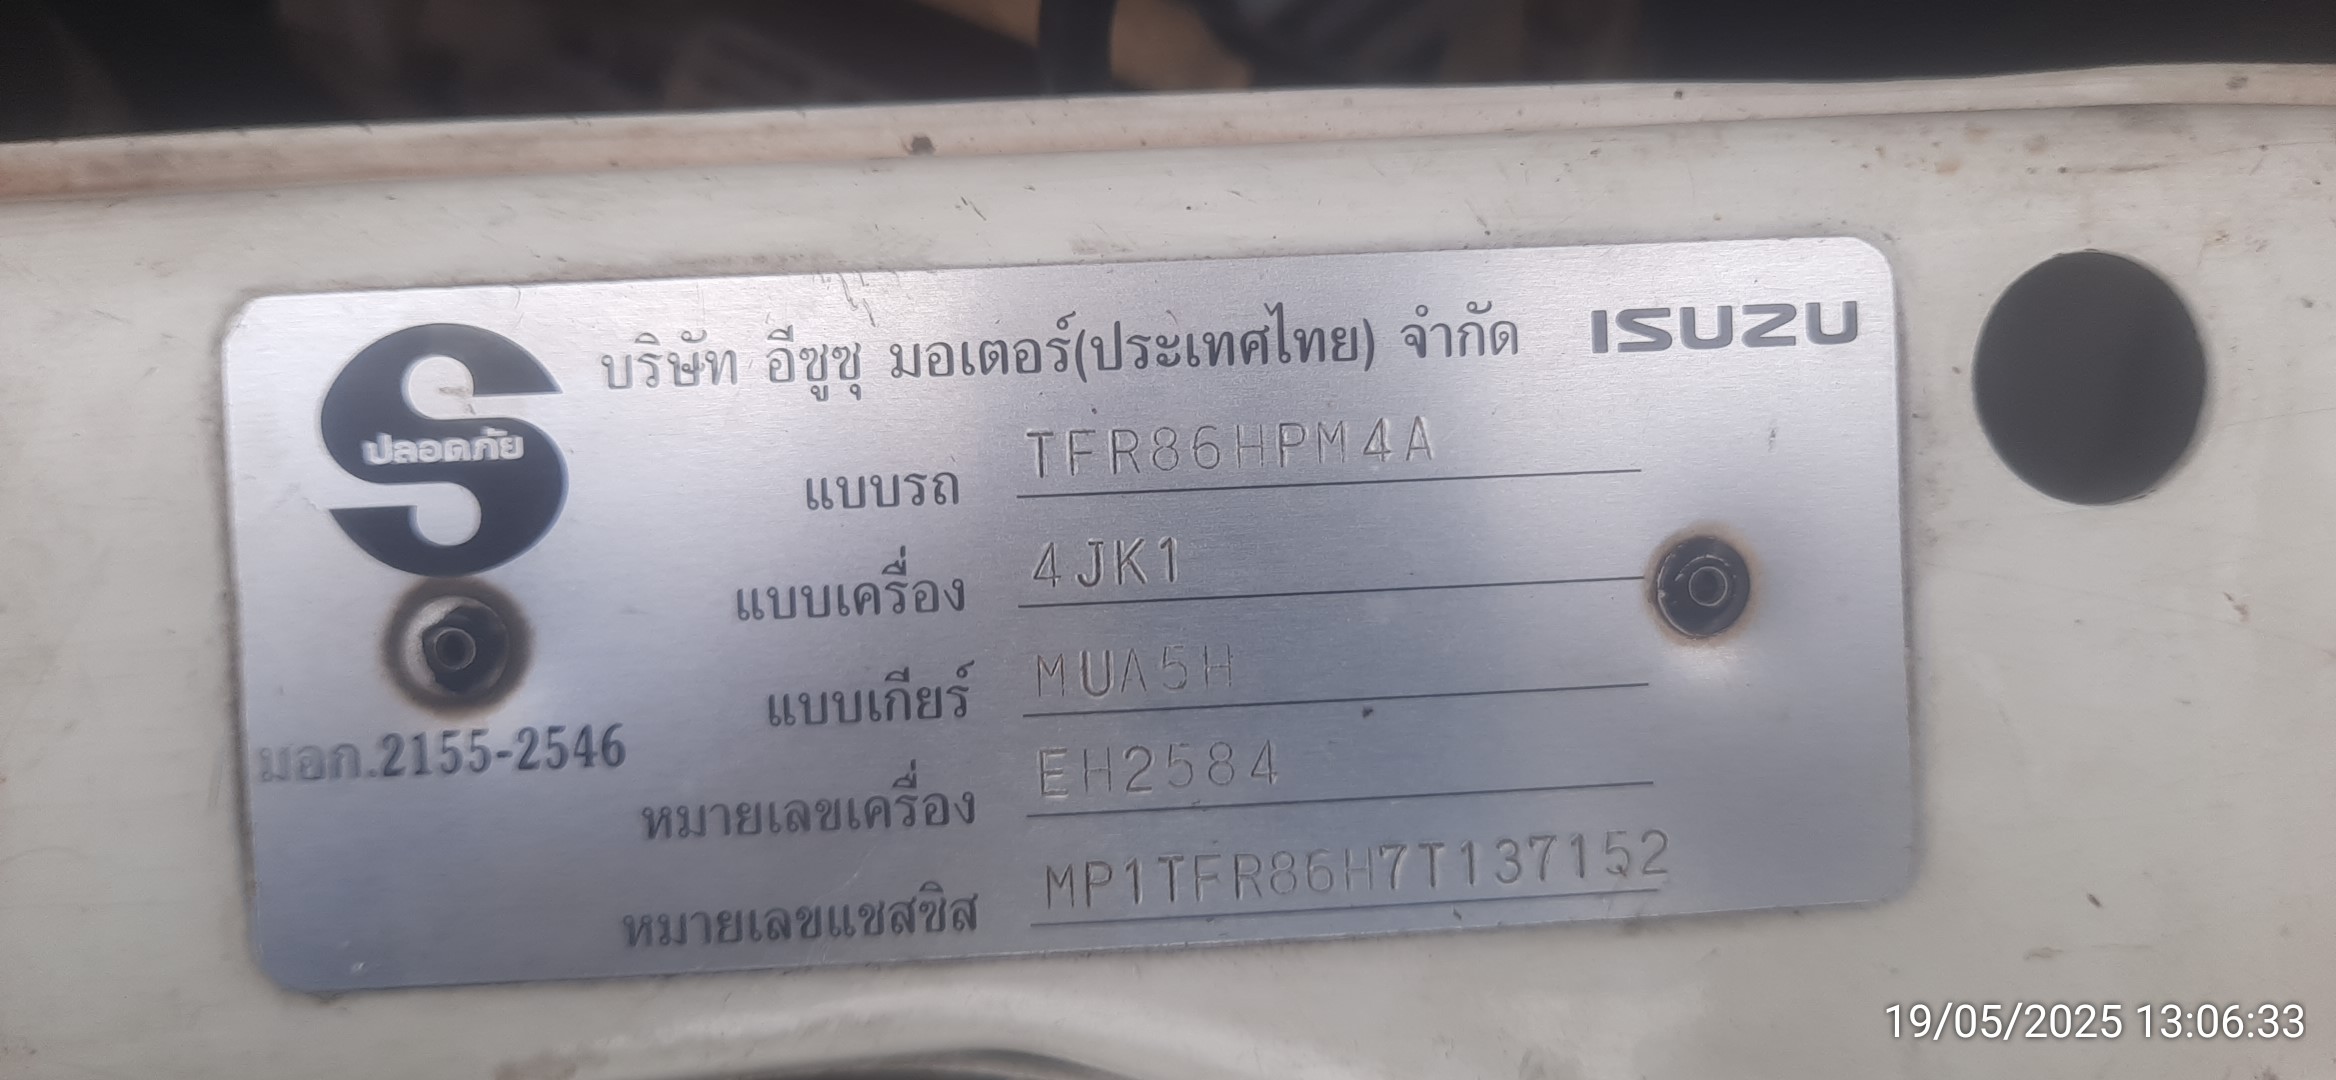 บริษัท อีซูซุ มอเตอร์(ประเทศไทย) จำกัด ISUZU
ปลอดภัย
แบบรถ TFR86HPM4A
แบบเครื่อง 4JK1
แบบเกียร์ MUA5H
มอก.2155-2546
หมายเลขเครื่อง EH2584
หมายเลขแชสซิส MP1TFR86H7T137152
19/05/2025 13:06:33